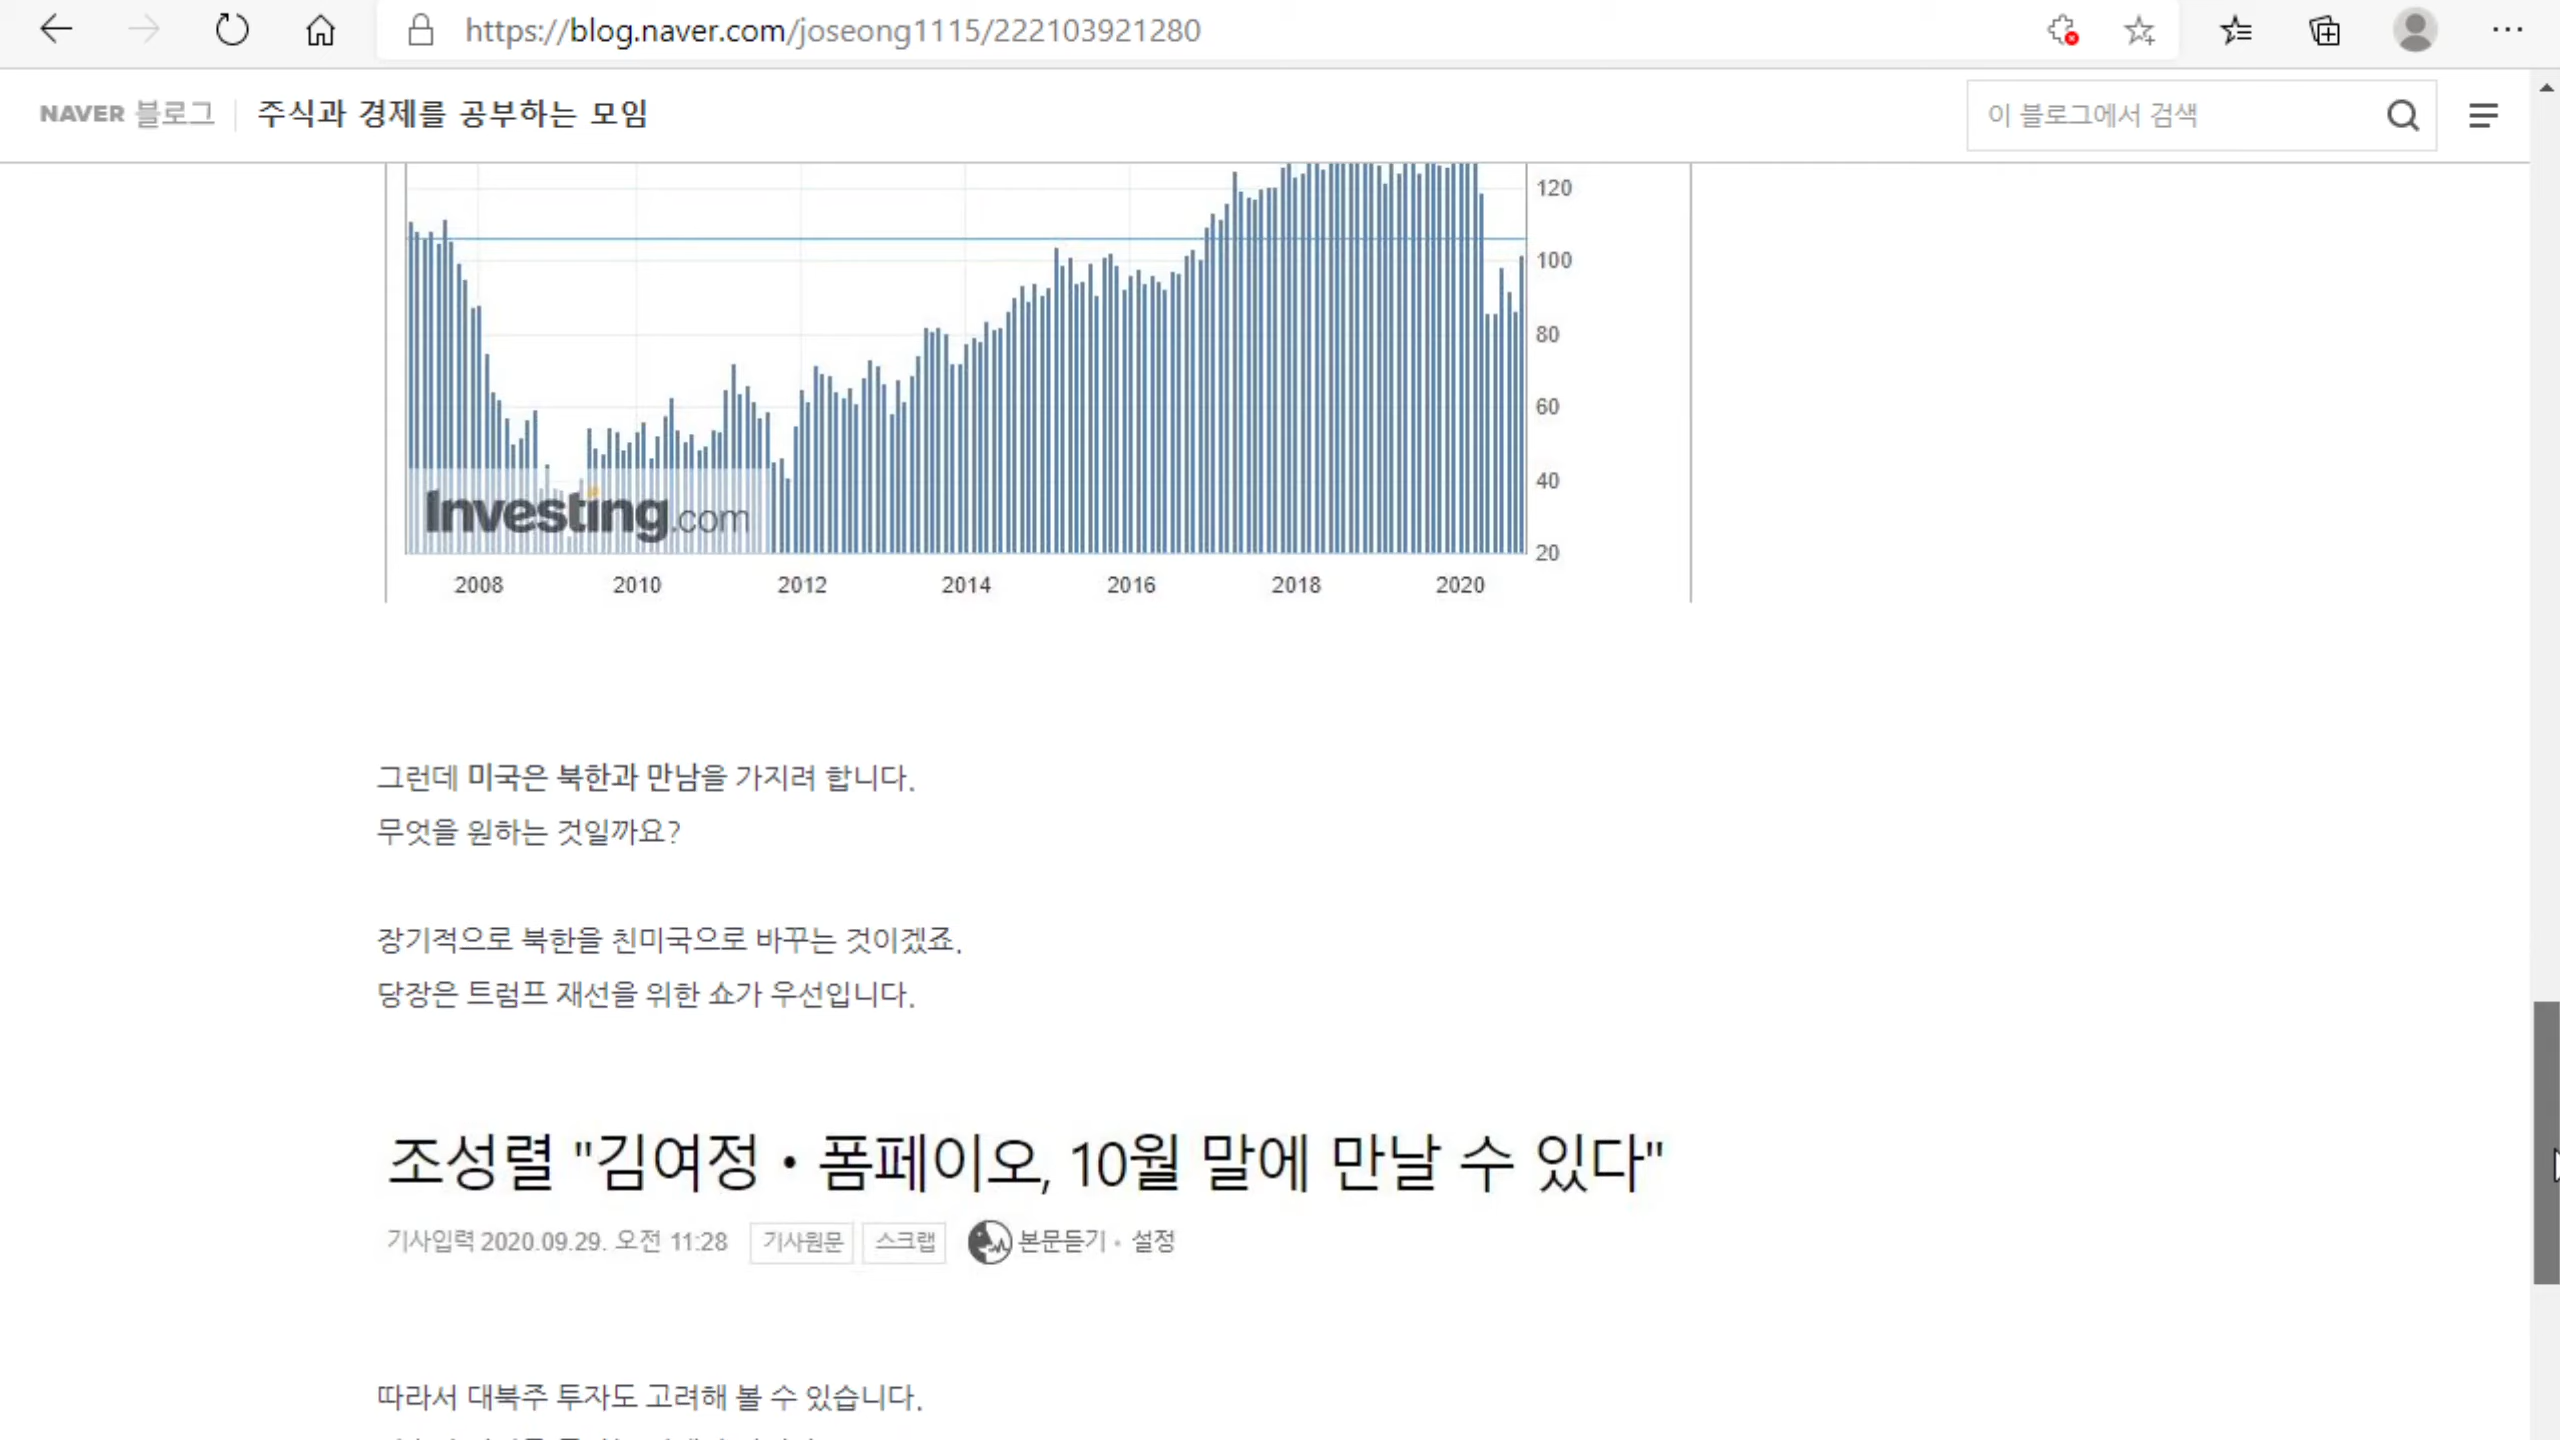 https://blog.naver.com/joseong1115/222103921280
NAVER 블로그 주식과 경제를 공부하는 모임
이 블로그에서 검색
120
100
80
60
40
20
Investing.com
2008 2010 2012 2014 2016 2018 2020
그런데 미국은 북한과 만남을 가지려 합니다.
무엇을 원하는 것일까요?
장기적으로 북한을 친미국으로 바꾸는 것이겠죠.
당장은 트럼프 재선을 위한 쇼가 우선입니다.
조성렬 "김여정·폼페이오, 10월 말에 만날 수 있다"
기사입력 2020.09.29. 오전 11:28 기사원문 스크랩 본문듣기 · 설정
따라서 대북주 투자도 고려해 볼 수 있습니다.